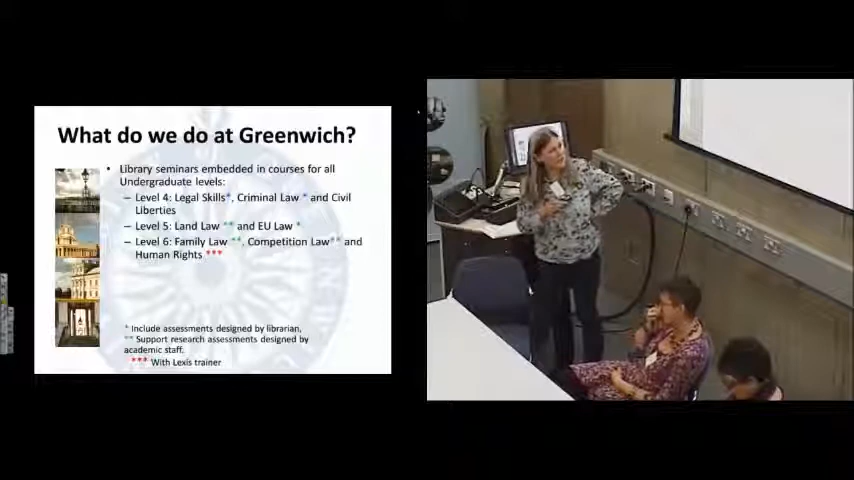 What do we do at Greenwich?
• Library seminars embedded in courses for all
Undergraduate levels:
– Level 4: Legal Skills*, Criminal Law * and Civil
Liberties
– Level 5: Land Law ** and EU Law *
– Level 6: Family Law **, Competition Law** and
Human Rights ***
* Include assessments designed by librarian,
** Support research assessments designed by
academic staff,
*** With Lexis trainer